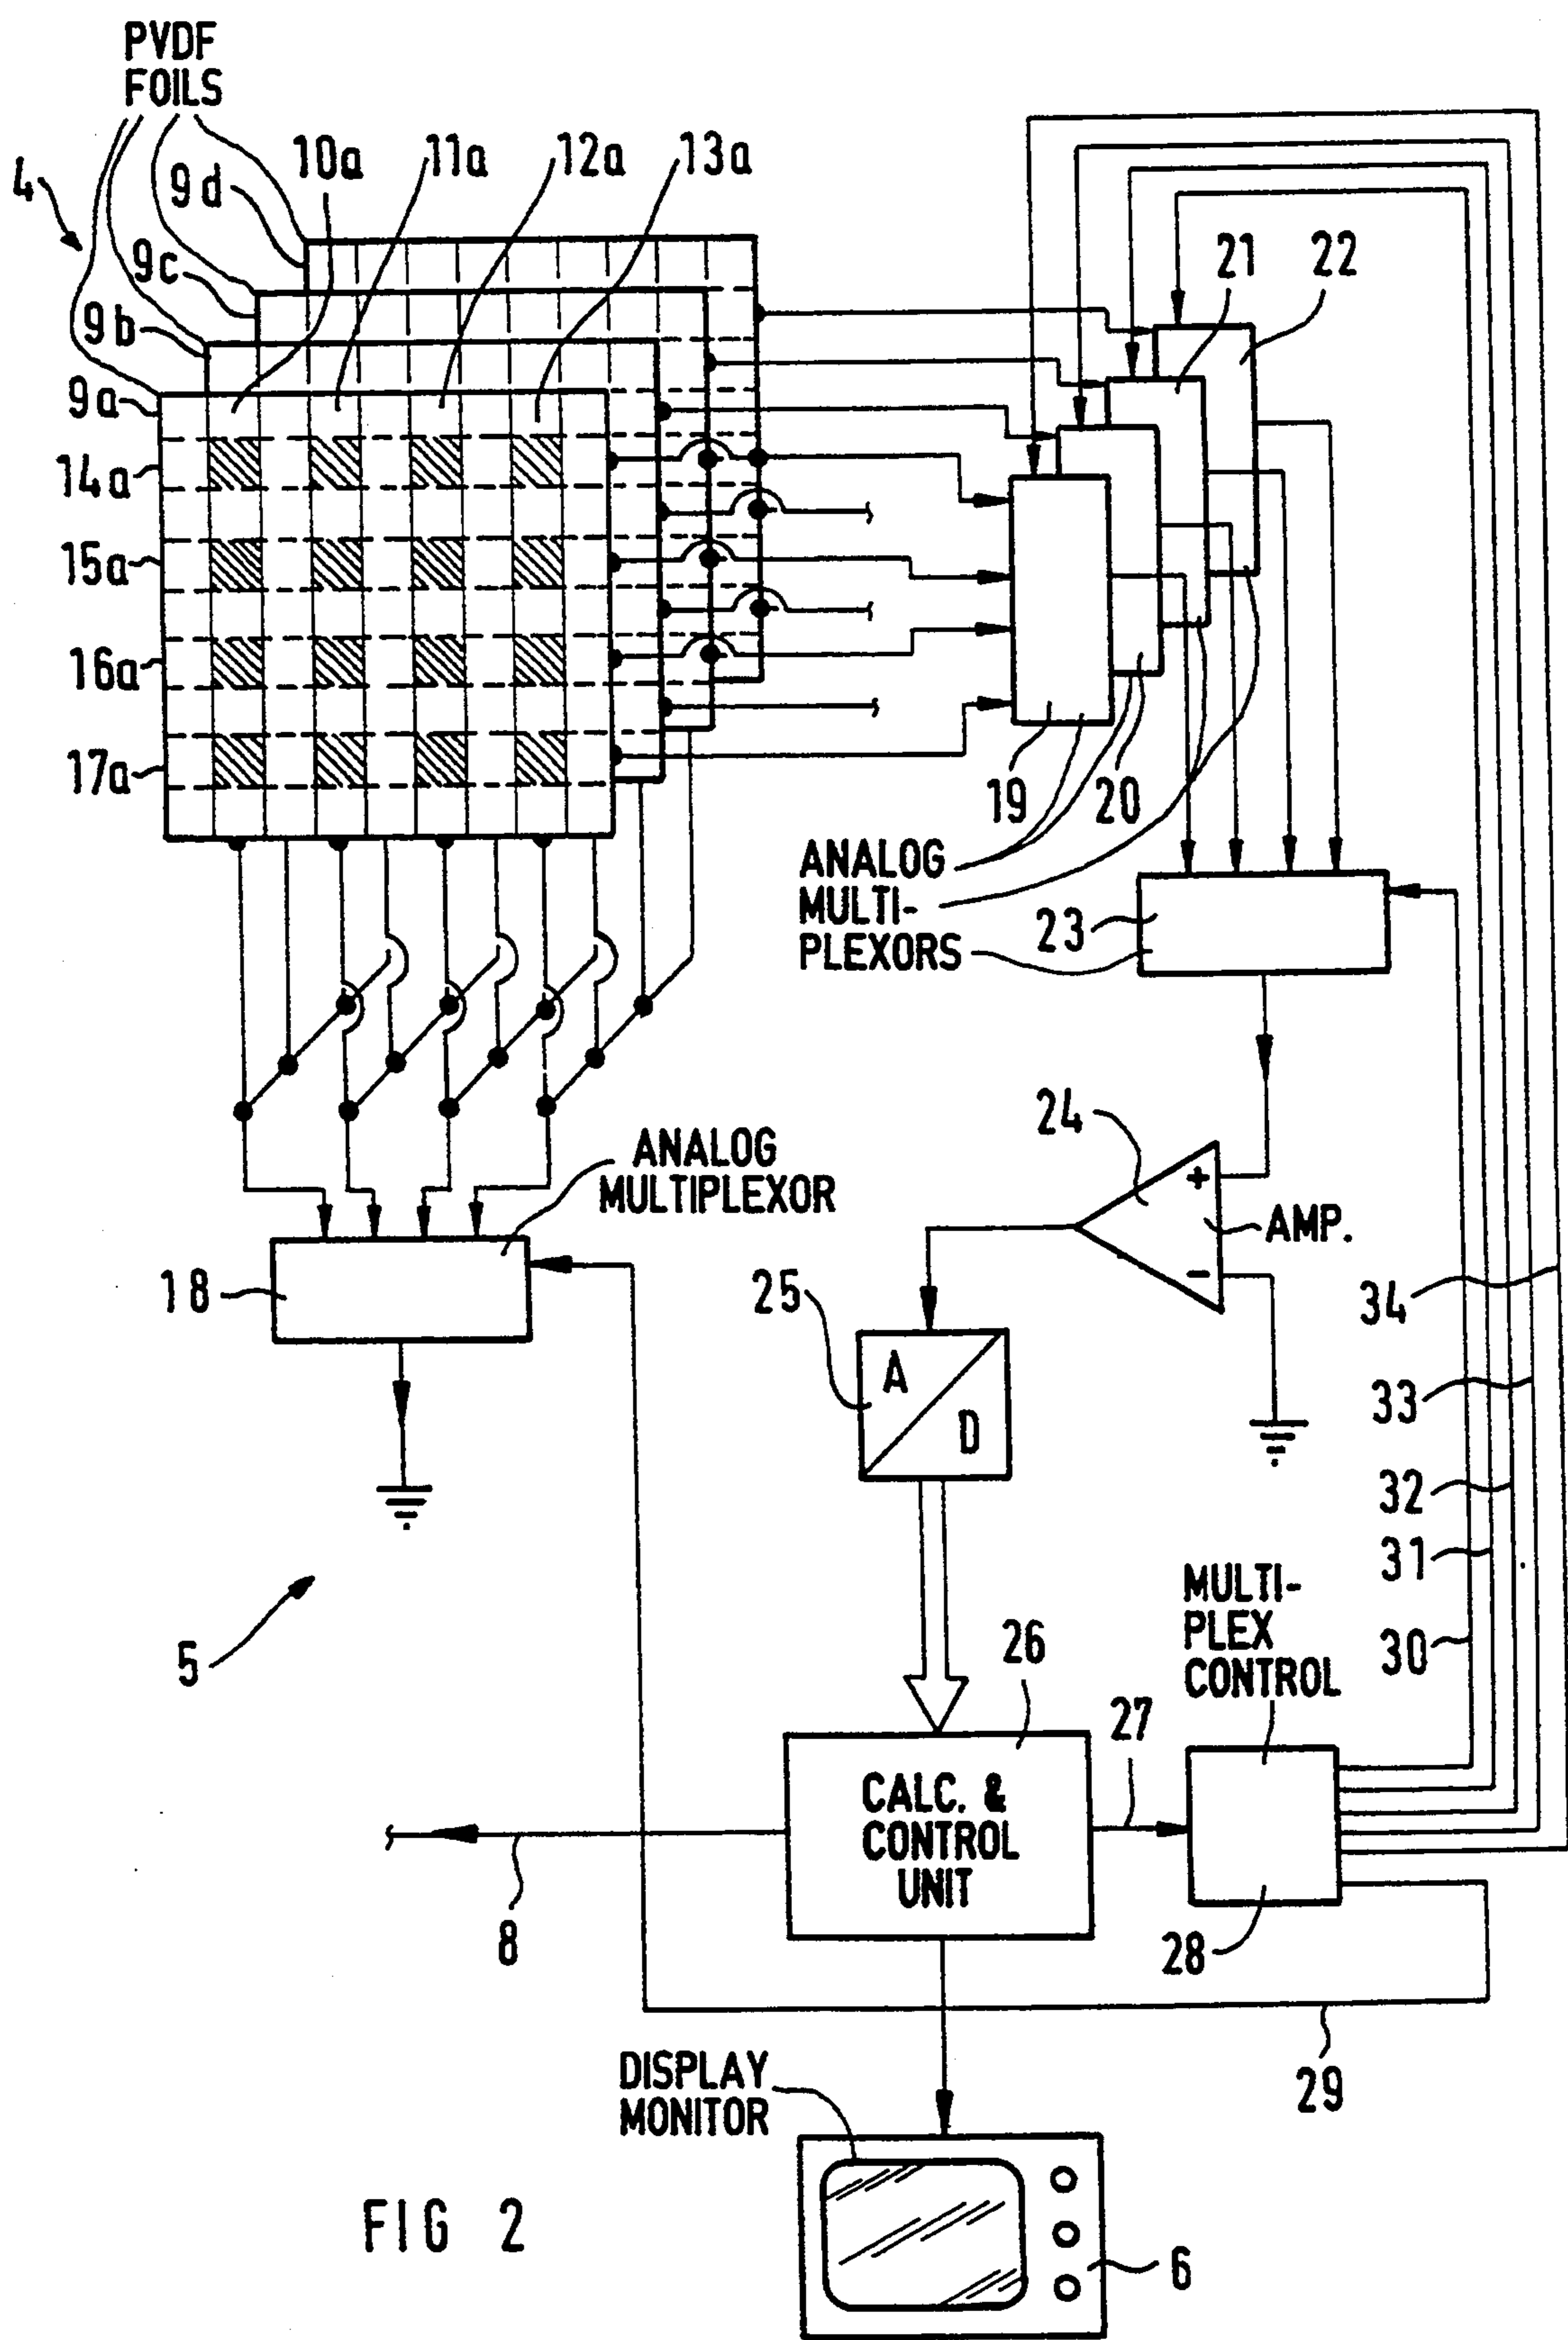 PVDF
FOILS
4
9d
10a
11a
12a
13a
9c
9b
9a
14a
15a
16a
17a
21
22
19
20
ANALOG
MULTI-
PLEXORS
23
24
+
-
AMP.
ANALOG
MULTIPLEXOR
18
25
A
D
34
33
32
31
30
5
MULTI-
PLEX
CONTROL
26
27
CALC. &
CONTROL
UNIT
8
28
29
DISPLAY
MONITOR
6
FIG 2